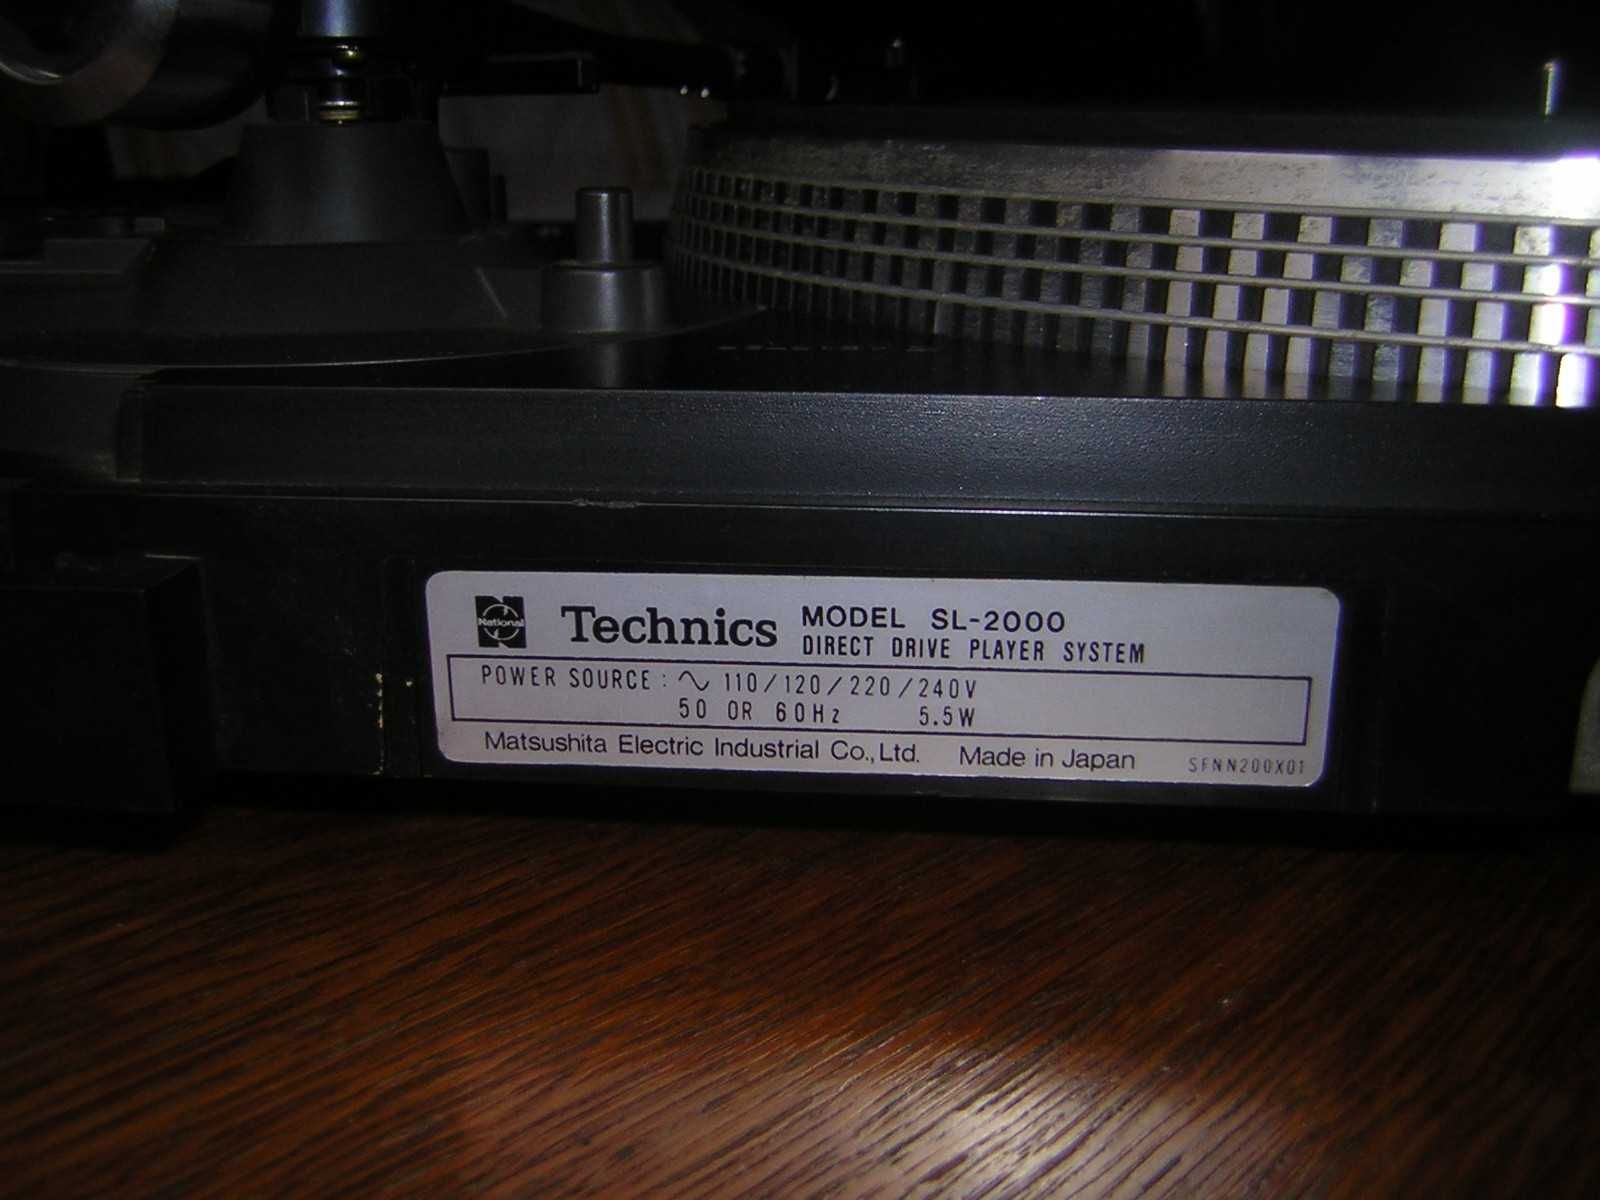 National Technics MODEL SL-2000
DIRECT DRIVE PLAYER SYSTEM
POWER SOURCE : ∿ 110/120/220/240V
50 OR 60Hz 5.5W
Matsushita Electric Industrial Co., Ltd. Made in Japan SFNN200X01